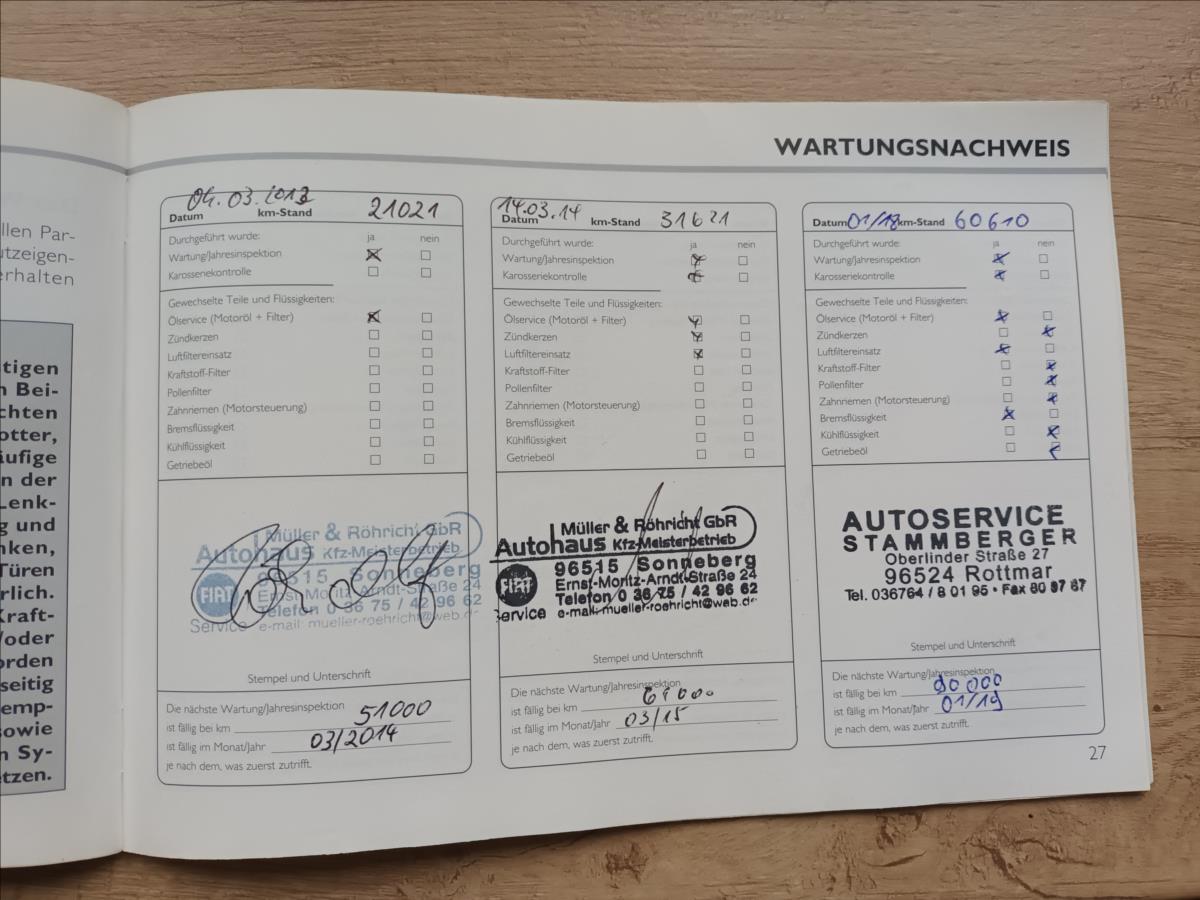 WARTUNGSNACHWEIS
llen Par-
utzeigen-
erhalten
tigen
n Bei-
chten
otter,
äufige
n der
Lenk-
g und
nken,
Türen
rlich.
Kraft-
/oder
orden
seitig
emp-
sowie
n Sy-
etzen.
04.03.2013
Datum km-Stand 21021
Durchgeführt wurde: ja nein
Wartung/Jahresinspektion
Karosseriekontrolle
Gewechselte Teile und Flüssigkeiten:
Ölservice (Motoröl + Filter)
Zündkerzen
Luftfiltereinsatz
Kraftstoff-Filter
Pollenfilter
Zahnriemen (Motorsteuerung)
Bremsflüssigkeit
Kühlflüssigkeit
Getriebeöl
Müller & Röhricht GbR
Autohaus Kfz-Meisterbetrieb
96515 Sonneberg
FIAT Ernst-Moritz-Arndt-Straße 24
Telefon 0 36 75 / 42 96 62
Service e-mail: mueller-roehricht@web.de
Stempel und Unterschrift
Die nächste Wartung/Jahresinspektion
ist fällig bei km 51000
ist fällig im Monat/Jahr 03/2014
je nach dem, was zuerst zutrifft.
14.03.14
Datum km-Stand 31621
Durchgeführt wurde: ja nein
Wartung/Jahresinspektion
Karosseriekontrolle
Gewechselte Teile und Flüssigkeiten:
Ölservice (Motoröl + Filter)
Zündkerzen
Luftfiltereinsatz
Kraftstoff-Filter
Pollenfilter
Zahnriemen (Motorsteuerung)
Bremsflüssigkeit
Kühlflüssigkeit
Getriebeöl
Müller & Röhricht GbR
Autohaus Kfz-Meisterbetrieb
96515 Sonneberg
FIAT Ernst-Moritz-Arndt-Straße 24
Telefon 0 36 75 / 42 96 62
Service e-mail: mueller-roehricht@web.de
Stempel und Unterschrift
Die nächste Wartung/Jahresinspektion
ist fällig bei km 61000
ist fällig im Monat/Jahr 03/15
je nach dem, was zuerst zutrifft.
Datum 01/18 km-Stand 60610
Durchgeführt wurde: ja nein
Wartung/Jahresinspektion
Karosseriekontrolle
Gewechselte Teile und Flüssigkeiten:
Ölservice (Motoröl + Filter)
Zündkerzen
Luftfiltereinsatz
Kraftstoff-Filter
Pollenfilter
Zahnriemen (Motorsteuerung)
Bremsflüssigkeit
Kühlflüssigkeit
Getriebeöl
AUTOSERVICE
STAMMBERGER
Oberlinder Straße 27
96524 Rottmar
Tel. 036764 / 8 01 95 • Fax 80 97 67
Stempel und Unterschrift
Die nächste Wartung/Jahresinspektion
ist fällig bei km 90000
ist fällig im Monat/Jahr 01/19
je nach dem, was zuerst zutrifft.
27